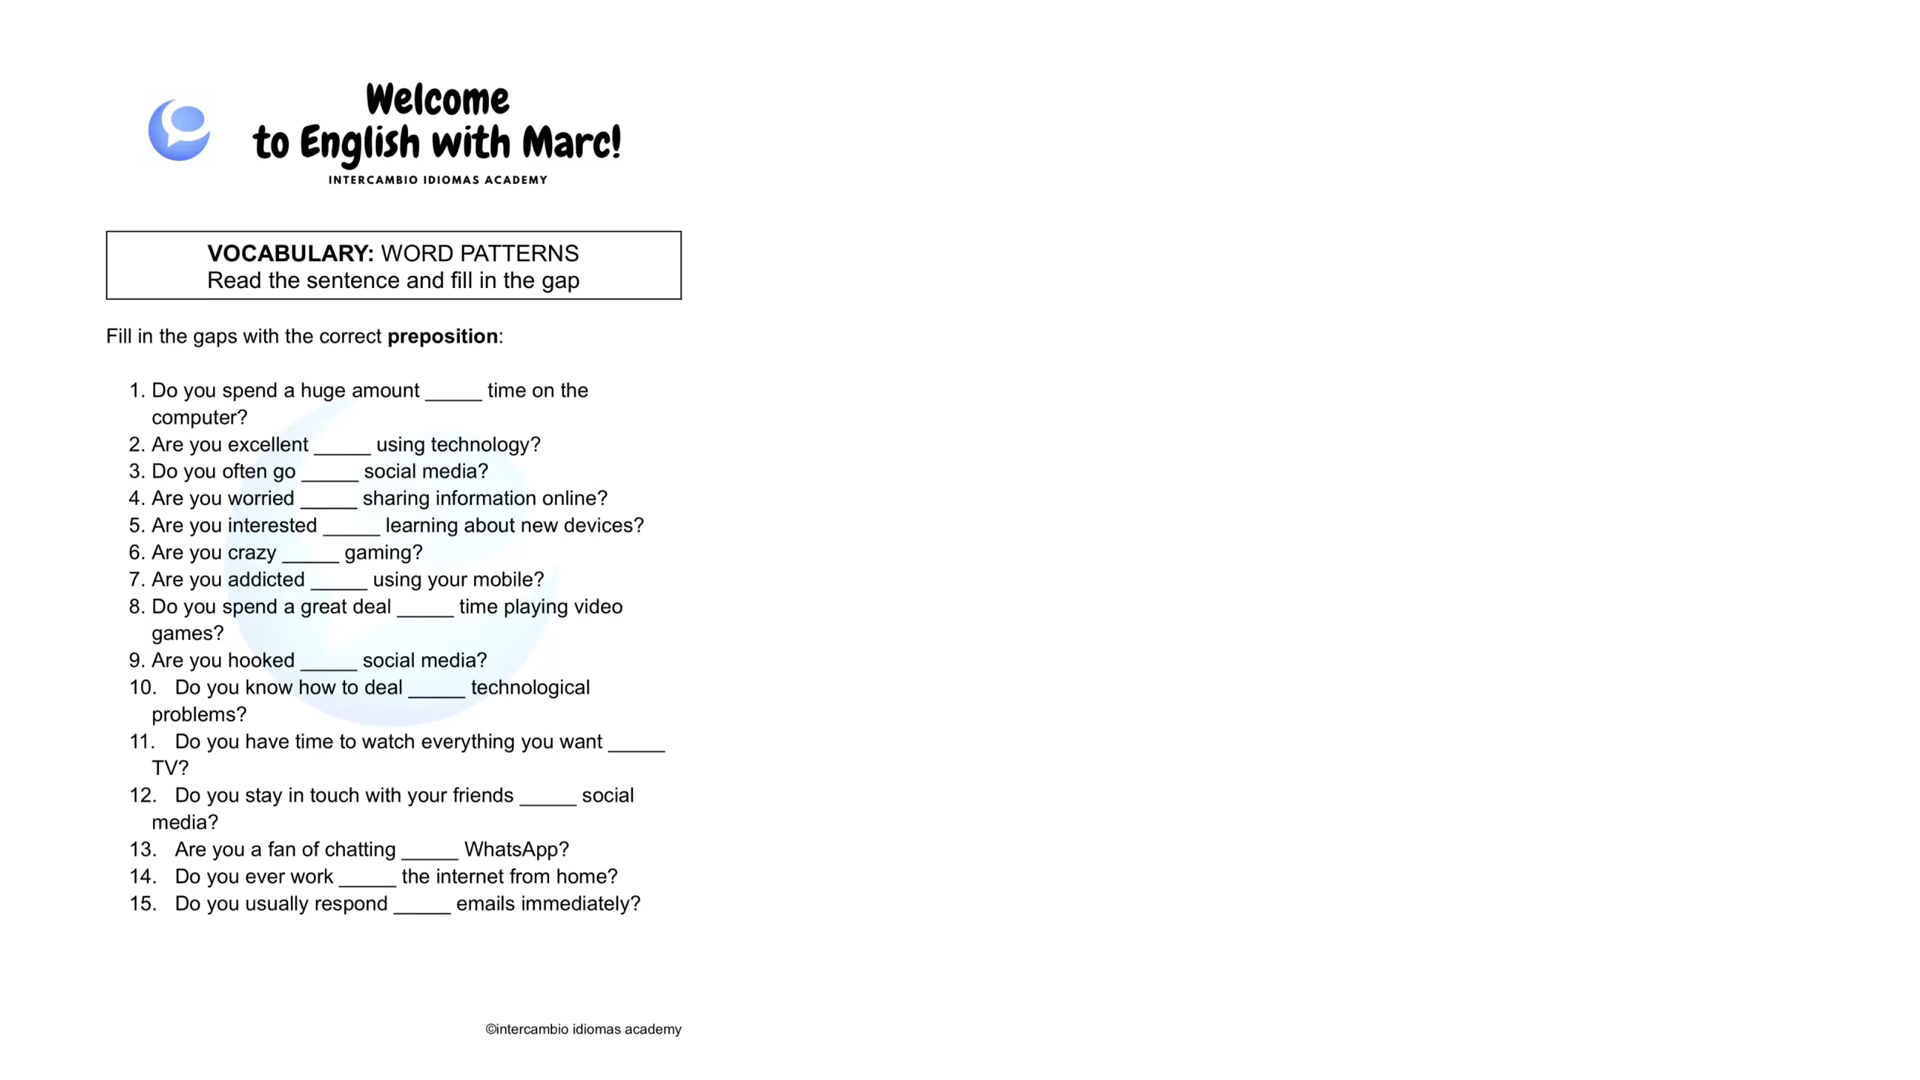 Welcome
to English with Marc!
INTERCAMBIO IDIOMAS ACADEMY
VOCABULARY: WORD PATTERNS
Read the sentence and fill in the gap
Fill in the gaps with the correct preposition:
1. Do you spend a huge amount _____ time on the
computer?
2. Are you excellent _____ using technology?
3. Do you often go _____ social media?
4. Are you worried _____ sharing information online?
5. Are you interested _____ learning about new devices?
6. Are you crazy _____ gaming?
7. Are you addicted _____ using your mobile?
8. Do you spend a great deal _____ time playing video
games?
9. Are you hooked _____ social media?
10. Do you know how to deal _____ technological
problems?
11. Do you have time to watch everything you want _____
TV?
12. Do you stay in touch with your friends _____ social
media?
13. Are you a fan of chatting _____ WhatsApp?
14. Do you ever work _____ the internet from home?
15. Do you usually respond _____ emails immediately?
©intercambio idiomas academy